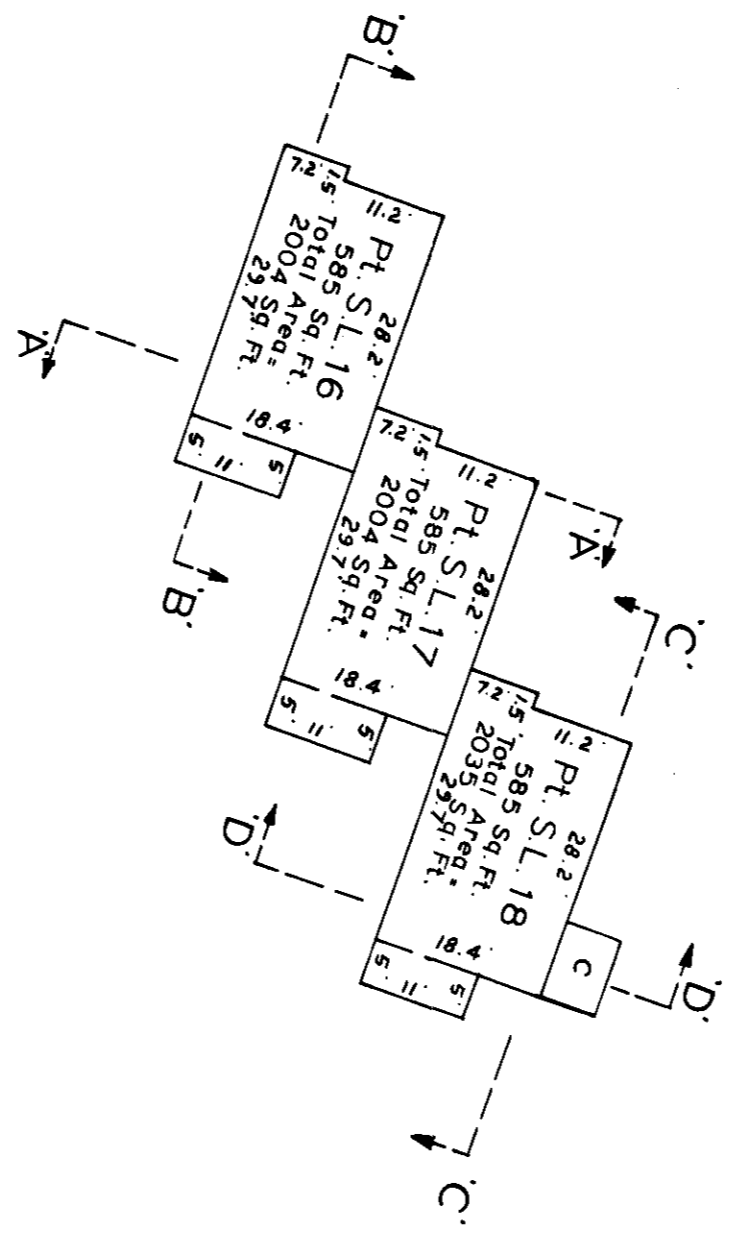 'B'
7.2'
1.5'
11.2'
28.2'
Pt. S.L. 16
585 Sq. Ft.
Total Area =
2004 Sq. Ft.
29.7'
18.4'
5'
11'
5'
'A'
'B'
7.2'
1.5'
11.2'
28.2'
Pt. S.L. 17
585 Sq. Ft.
Total Area =
2004 Sq. Ft.
29.7'
18.4'
5'
11'
5'
'A'
'C'
7.2'
1.5'
11.2'
28.2'
Pt. S.L. 18
585 Sq. Ft.
Total Area =
2035 Sq. Ft.
29.7'
18.4'
5'
11'
5'
C
'D'
'D'
'C'